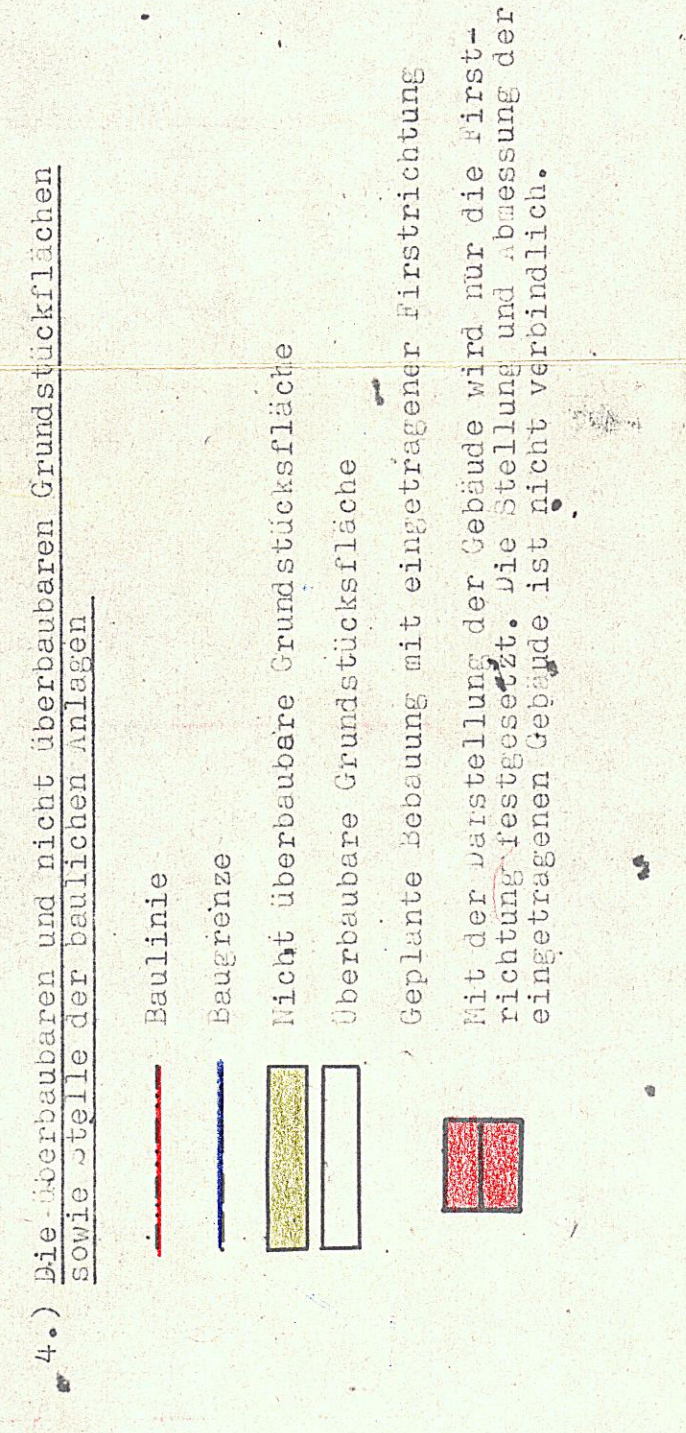 4.) Die überbaubaren und nicht überbaubaren Grundstückflächen
sowie Stelle der baulichen Anlagen
Baulinie
Baugrenze
Nicht überbaubare Grundstücksfläche
Überbaubare Grundstücksfläche
Geplante Bebauung mit eingetragener Firstrichtung
Mit der Darstellung der Gebäude wird nur die First-
richtung festgesetzt. Die Stellung und Abmessung der
eingetragenen Gebäude ist nicht verbindlich.